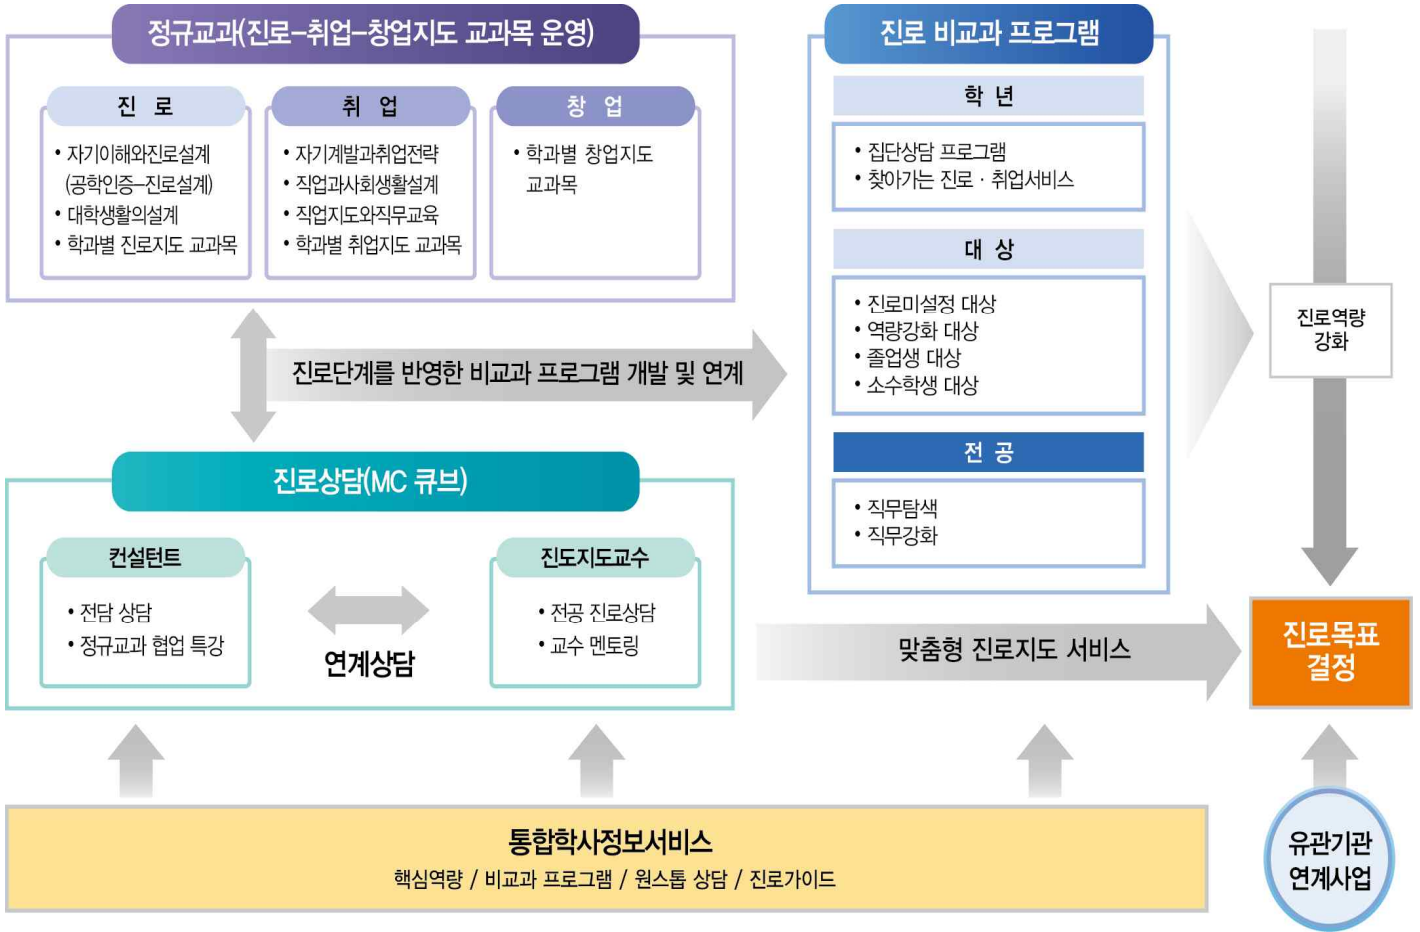 정규교과(진로-취업-창업지도 교과목 운영)
진 로
• 자기이해와진로설계
(공학인증-진로설계)
• 대학생활의설계
• 학과별 진로지도 교과목
취 업
• 자기계발과취업전략
• 직업과사회생활설계
• 직업지도와직무교육
• 학과별 취업지도 교과목
창 업
• 학과별 창업지도
교과목
진로단계를 반영한 비교과 프로그램 개발 및 연계
진로상담(MC 큐브)
컨설턴트
• 전담 상담
• 정규교과 협업 특강
연계상담
진도지도교수
• 전공 진로상담
• 교수 멘토링
진로 비교과 프로그램
학 년
• 집단상담 프로그램
• 찾아가는 진로 · 취업서비스
대 상
• 진로미설정 대상
• 역량강화 대상
• 졸업생 대상
• 소수학생 대상
전 공
• 직무탐색
• 직무강화
진로역량
강화
맞춤형 진로지도 서비스
진로목표
결정
통합학사정보서비스
핵심역량 / 비교과 프로그램 / 원스톱 상담 / 진로가이드
유관기관
연계사업